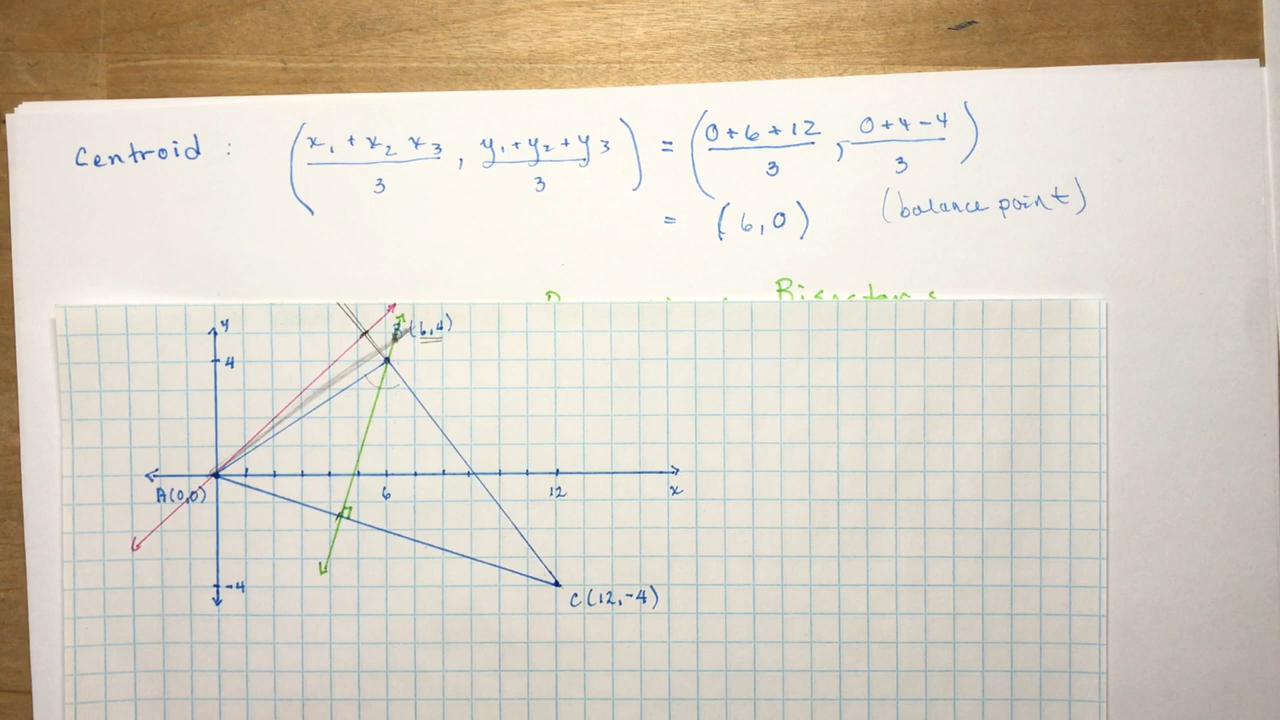 Centroid : (x₁ + x₂ x₃ / 3 , y₁ + y₂ + y₃ / 3) = (0 + 6 + 12 / 3 , 0 + 4 - 4 / 3)
= (6, 0) (balance point)
y
B (6,4)
4
A(0,0)
6
12
x
-4
C(12,-4)